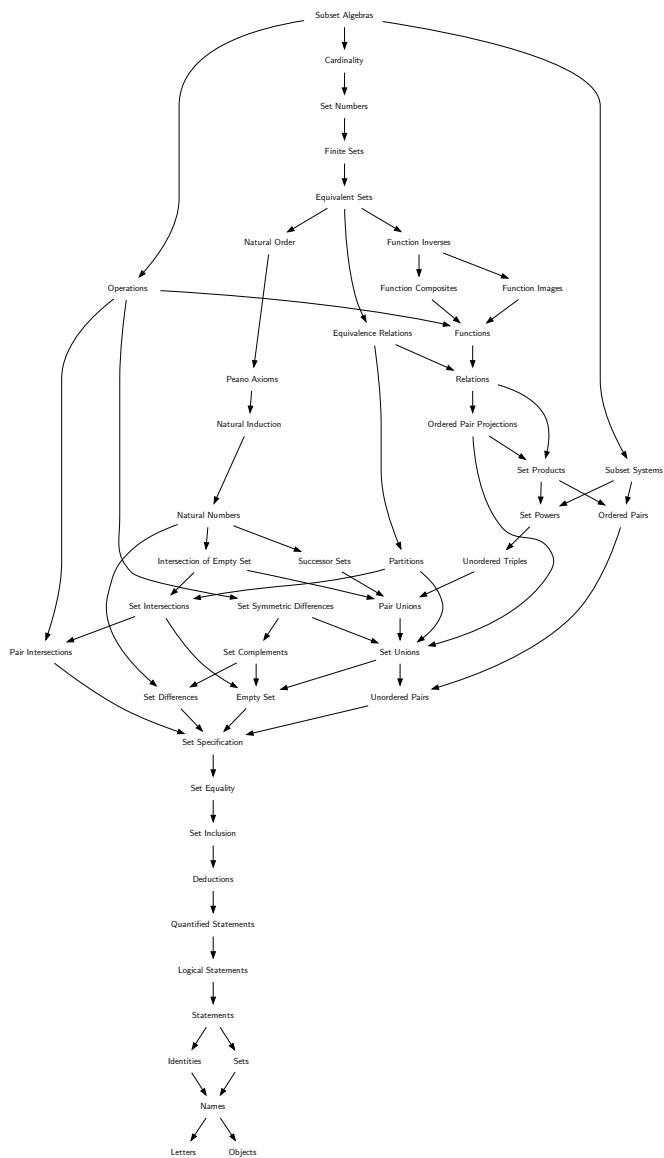 Subset Algebras
Cardinality
Set Numbers
Finite Sets
Equivalent Sets
Natural Order
Function Inverses
Operations
Function Composites
Function Images
Equivalence Relations
Functions
Peano Axioms
Relations
Natural Induction
Ordered Pair Projections
Set Products
Subset Systems
Natural Numbers
Set Powers
Ordered Pairs
Intersection of Empty Set
Successor Sets
Partitions
Unordered Triples
Set Intersections
Set Symmetric Differences
Pair Unions
Pair Intersections
Set Complements
Set Unions
Set Differences
Empty Set
Unordered Pairs
Set Specification
Set Equality
Set Inclusion
Deductions
Quantified Statements
Logical Statements
Statements
Identities
Sets
Names
Letters
Objects